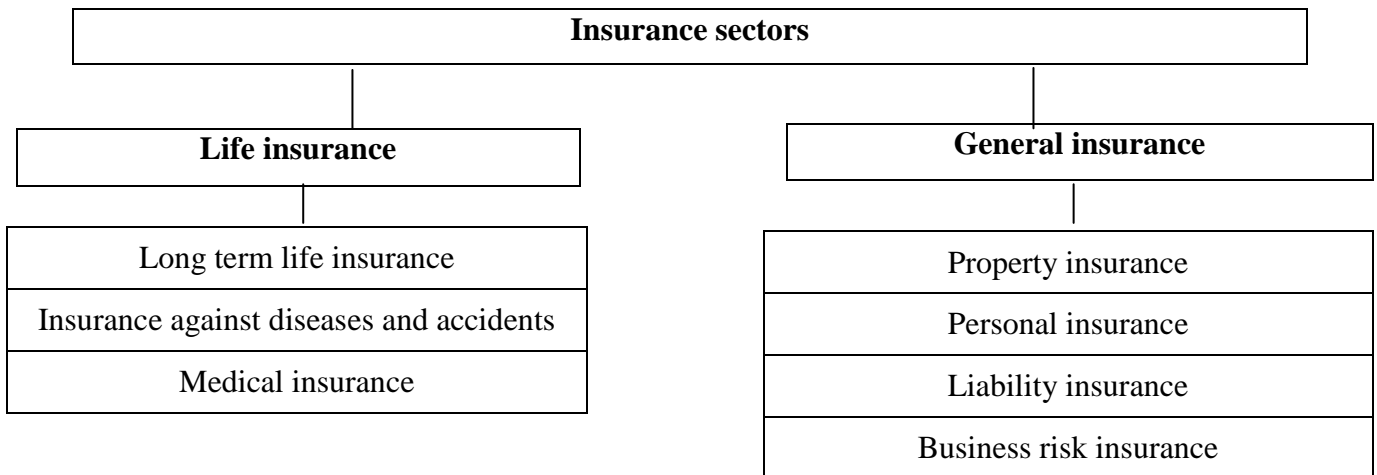 Insurance sectors
Life insurance
General insurance
Long term life insurance
Insurance against diseases and accidents
Medical insurance
Property insurance
Personal insurance
Liability insurance
Business risk insurance